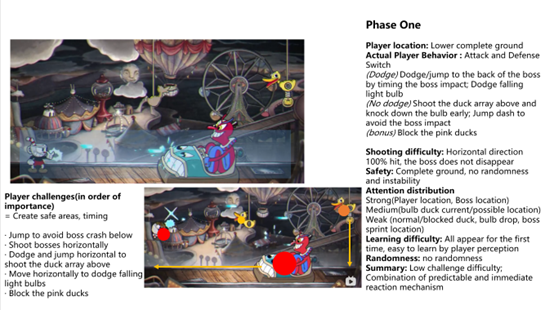 Phase One
Player location: Lower complete ground
Actual Player Behavior : Attack and Defense
Switch
(Dodge) Dodge/jump to the back of the boss
by timing the boss impact; Dodge falling
light bulb
(No dodge) Shoot the duck array above and
knock down the bulb early; Jump dash to
avoid the boss impact
(bonus) Block the pink ducks
Shooting difficulty: Horizontal direction
100% hit, the boss does not disappear
Safety: Complete ground, no randomness
and instability
Attention distribution
Strong(Player location, Boss location)
Medium(bulb duck current/possible location)
Weak (normal/blocked duck, bulb drop, boss
sprint location)
Learning difficulty: All appear for the first
time, easy to learn by player perception
Randomness: no randomness
Summary: Low challenge difficulty;
Combination of predictable and immediate
reaction mechanism
Player challenges(in order of
importance)
= Create safe areas, timing
· Jump to avoid boss crash below
· Shoot bosses horizontally
· Dodge and jump horizontal to
shoot the duck array above
· Move horizontally to dodge falling
light bulbs
· Block the pink ducks